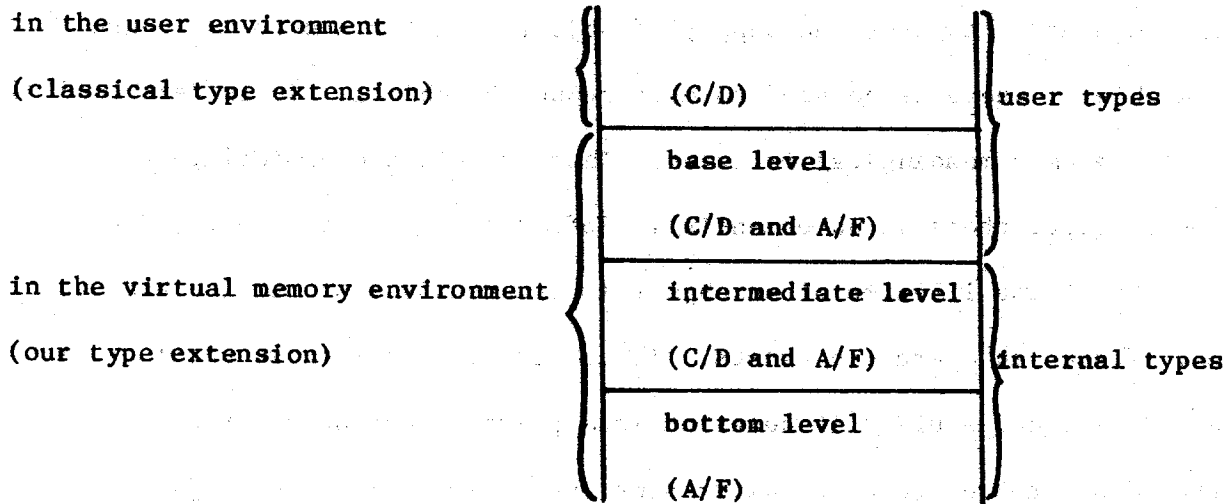 in the user environment
(classical type extension)
(C/D)
user types
base level
(C/D and A/F)
in the virtual memory environment
(our type extension)
intermediate level
(C/D and A/F)
internal types
bottom level
(A/F)